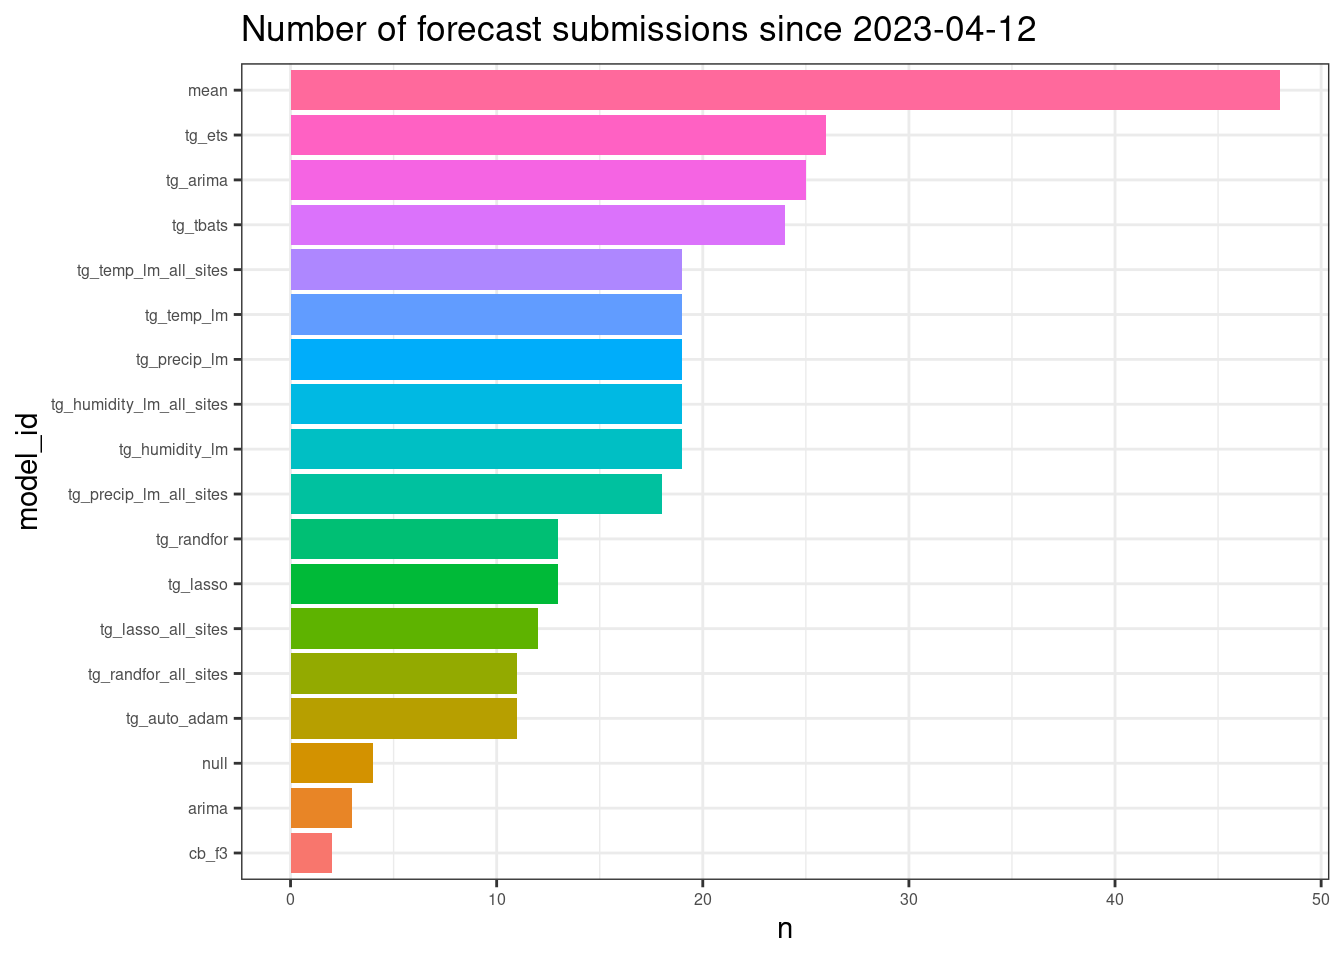 Number of forecast submissions since 2023-04-12
mean
tg_ets
tg_arima
tg_tbats
tg_temp_lm_all_sites
tg_temp_lm
tg_precip_lm
tg_humidity_lm_all_sites
tg_humidity_lm
tg_precip_lm_all_sites
tg_randfor
tg_lasso
tg_lasso_all_sites
tg_randfor_all_sites
tg_auto_adam
null
arima
cb_f3
model_id
0 10 20 30 40 50
n